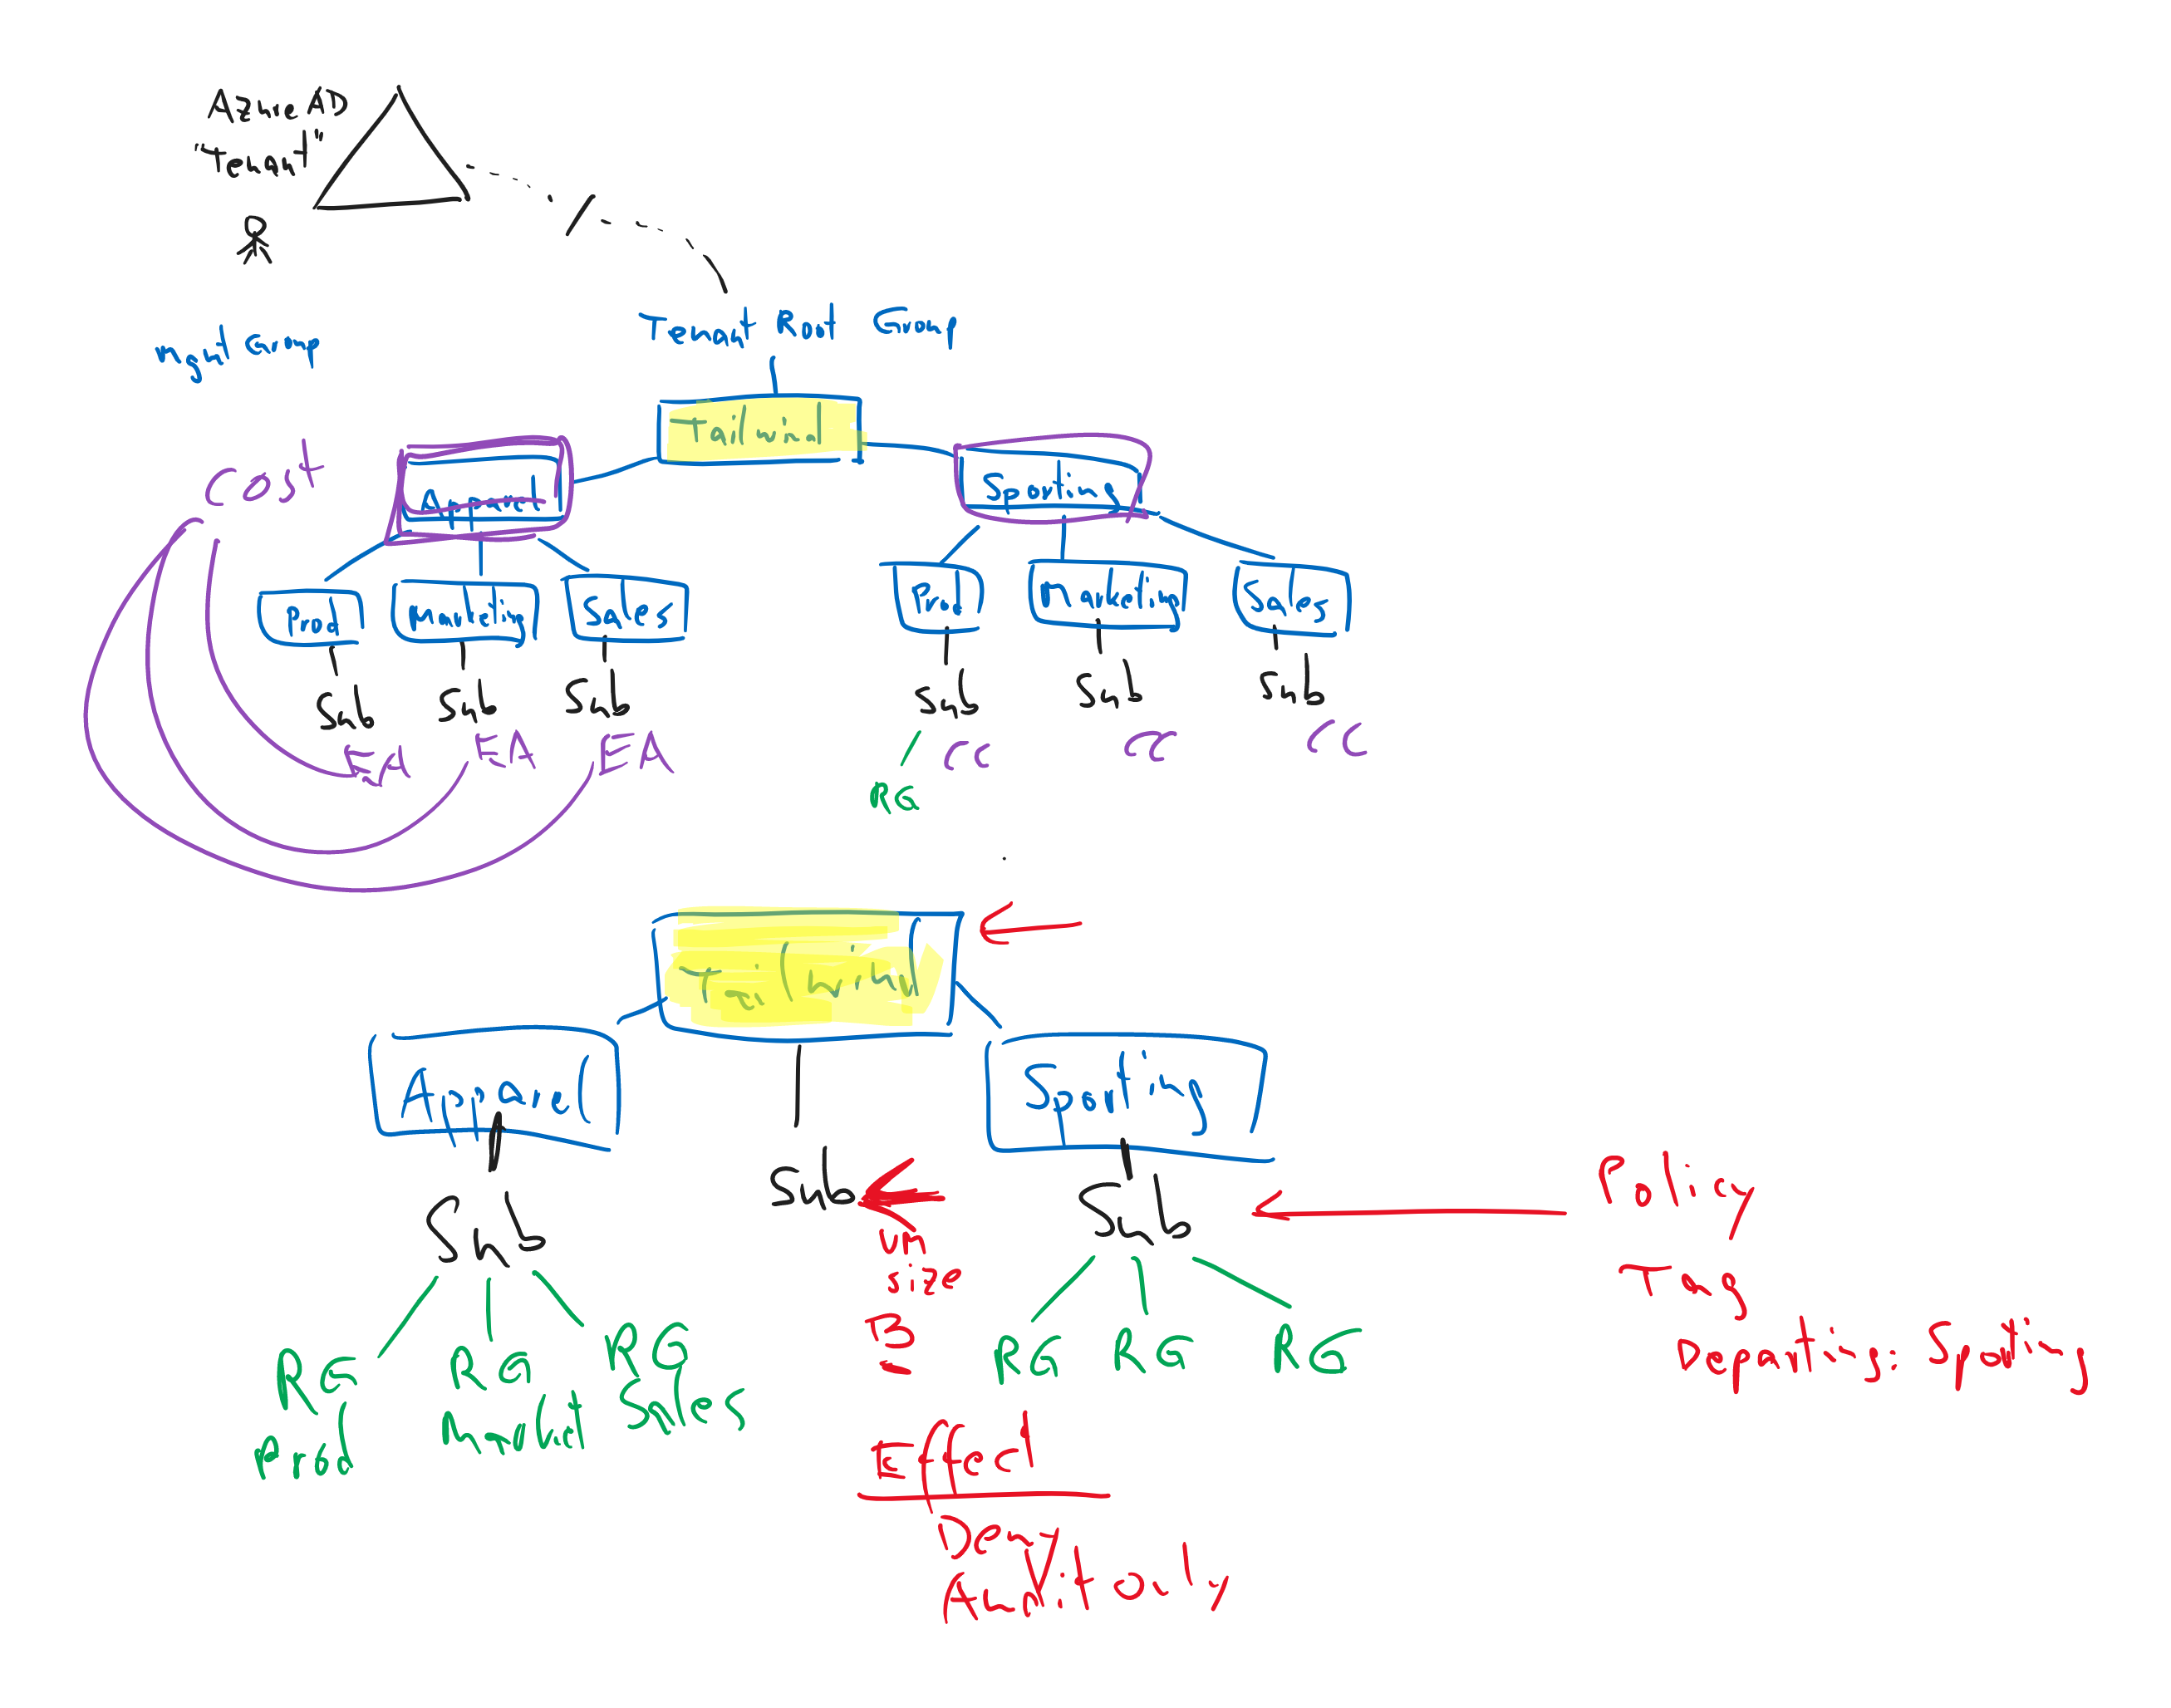 Azure AD
"Tenant"
Tenant Root Group
mgmt Group
Tailwind
Cost
Apparel
Sporting
Prod
Marketing
Sales
Prod
Marketing
Sales
Sub
Sub
Sub
Sub
Sub
Sub
EA
EA
EA
CC
CC
CC
RG
Tailwind
Apparel
Sporting
Sub
Sub
Sub
Policy
VM
size
Tag
B
RG
Prod
RG
Market
RG
Sales
RG
RG
RG
Department: Sporting
Effect
Deny
Audit only